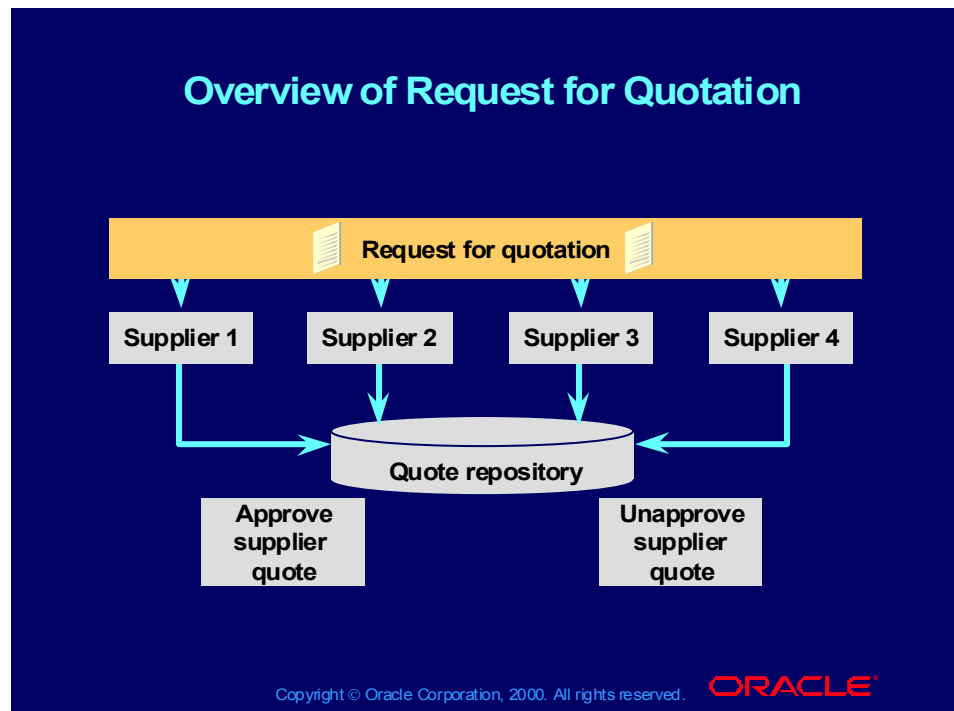 Overview of Request for Quotation
Request for quotation
Supplier 1
Supplier 2
Supplier 3
Supplier 4
Quote repository
Approve
supplier
quote
Unapprove
supplier
quote
Copyright © Oracle Corporation, 2000. All rights reserved.
ORACLE®